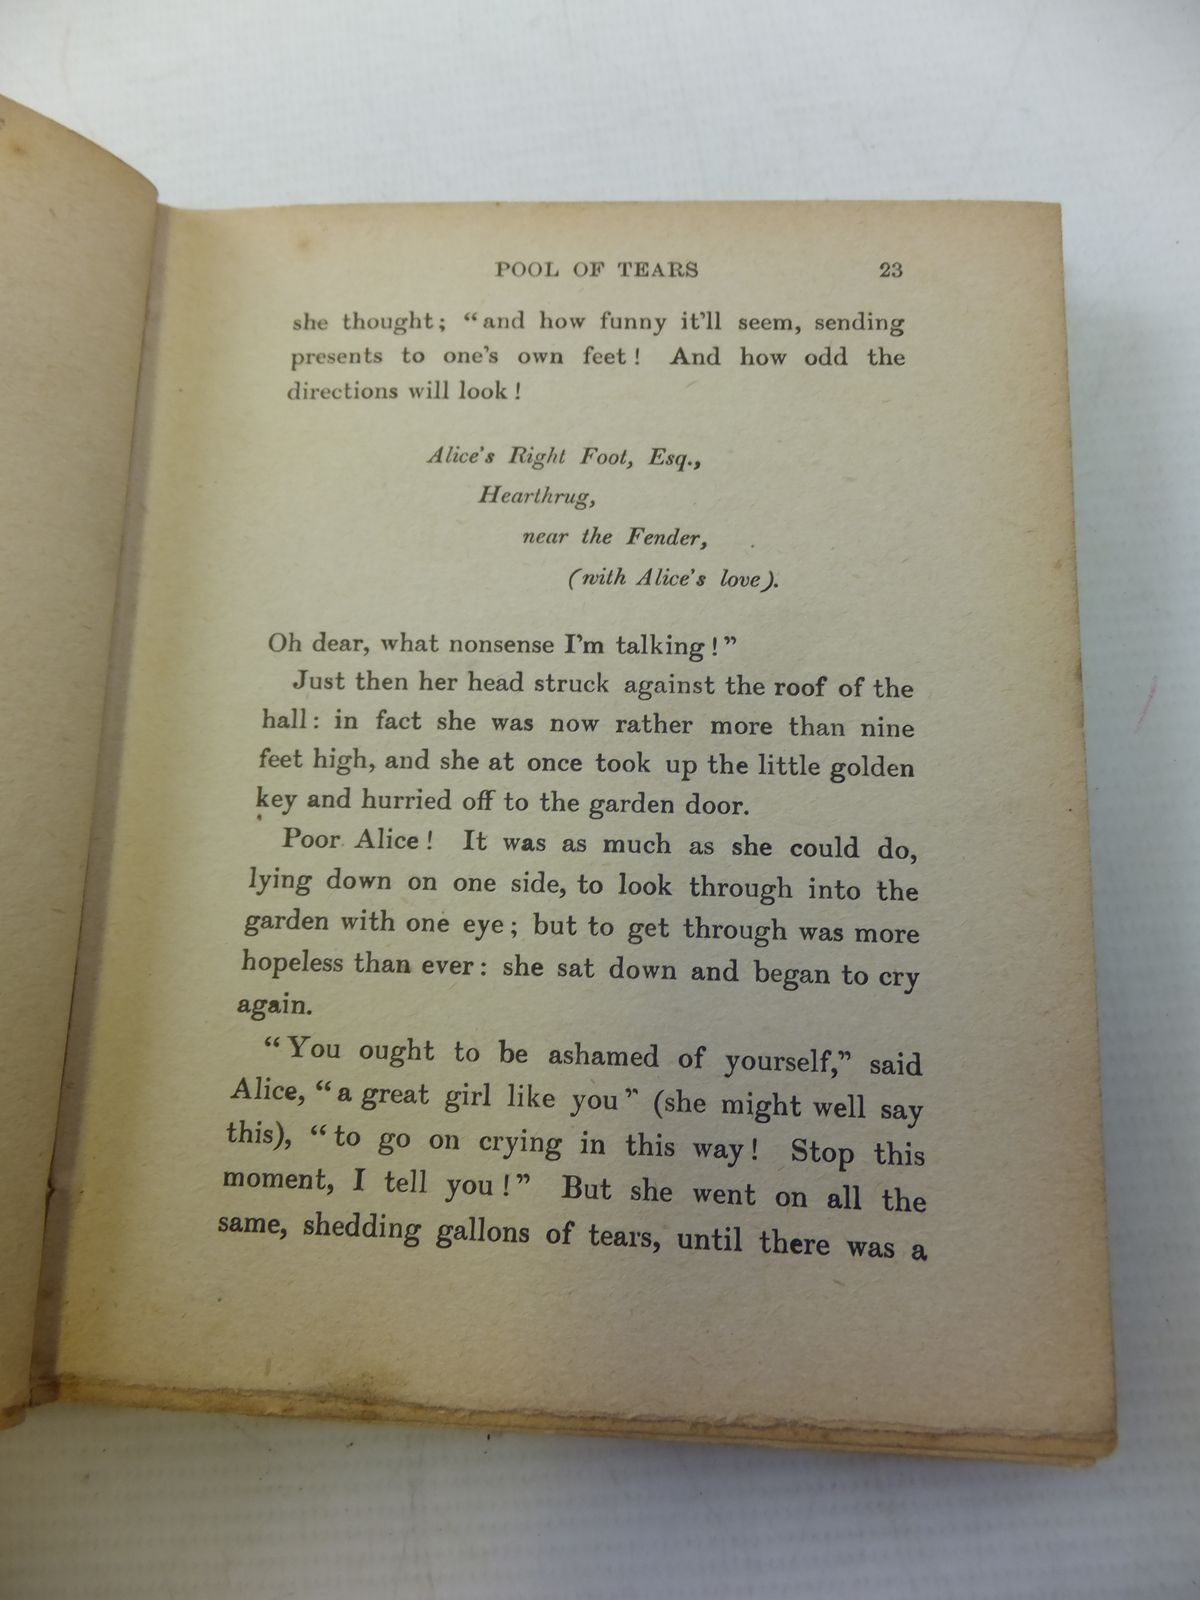 POOL OF TEARS 23
she thought; “and how funny it’ll seem, sending
presents to one’s own feet! And how odd the
directions will look!
Alice’s Right Foot, Esq.,
Hearthrug,
near the Fender,
(with Alice’s love).
Oh dear, what nonsense I’m talking!”
Just then her head struck against the roof of the
hall: in fact she was now rather more than nine
feet high, and she at once took up the little golden
key and hurried off to the garden door.
Poor Alice! It was as much as she could do,
lying down on one side, to look through into the
garden with one eye; but to get through was more
hopeless than ever: she sat down and began to cry
again.
“You ought to be ashamed of yourself,” said
Alice, “a great girl like you” (she might well say
this), “to go on crying in this way! Stop this
moment, I tell you!” But she went on all the
same, shedding gallons of tears, until there was a